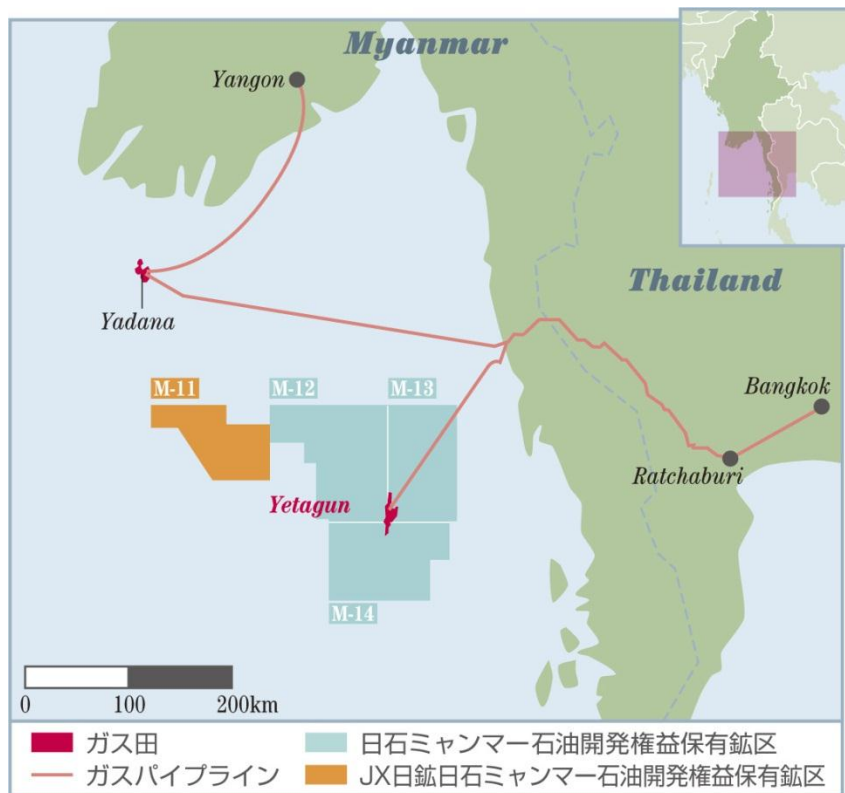 Myanmar
Yangon
Thailand
Yadana
M-11
M-12
M-13
Bangkok
Ratchaburi
Yetagun
M-14
0 100 200km
ガス田
日石ミャンマー石油開発権益保有鉱区
ガスパイプライン
JX日鉱日石ミャンマー石油開発権益保有鉱区